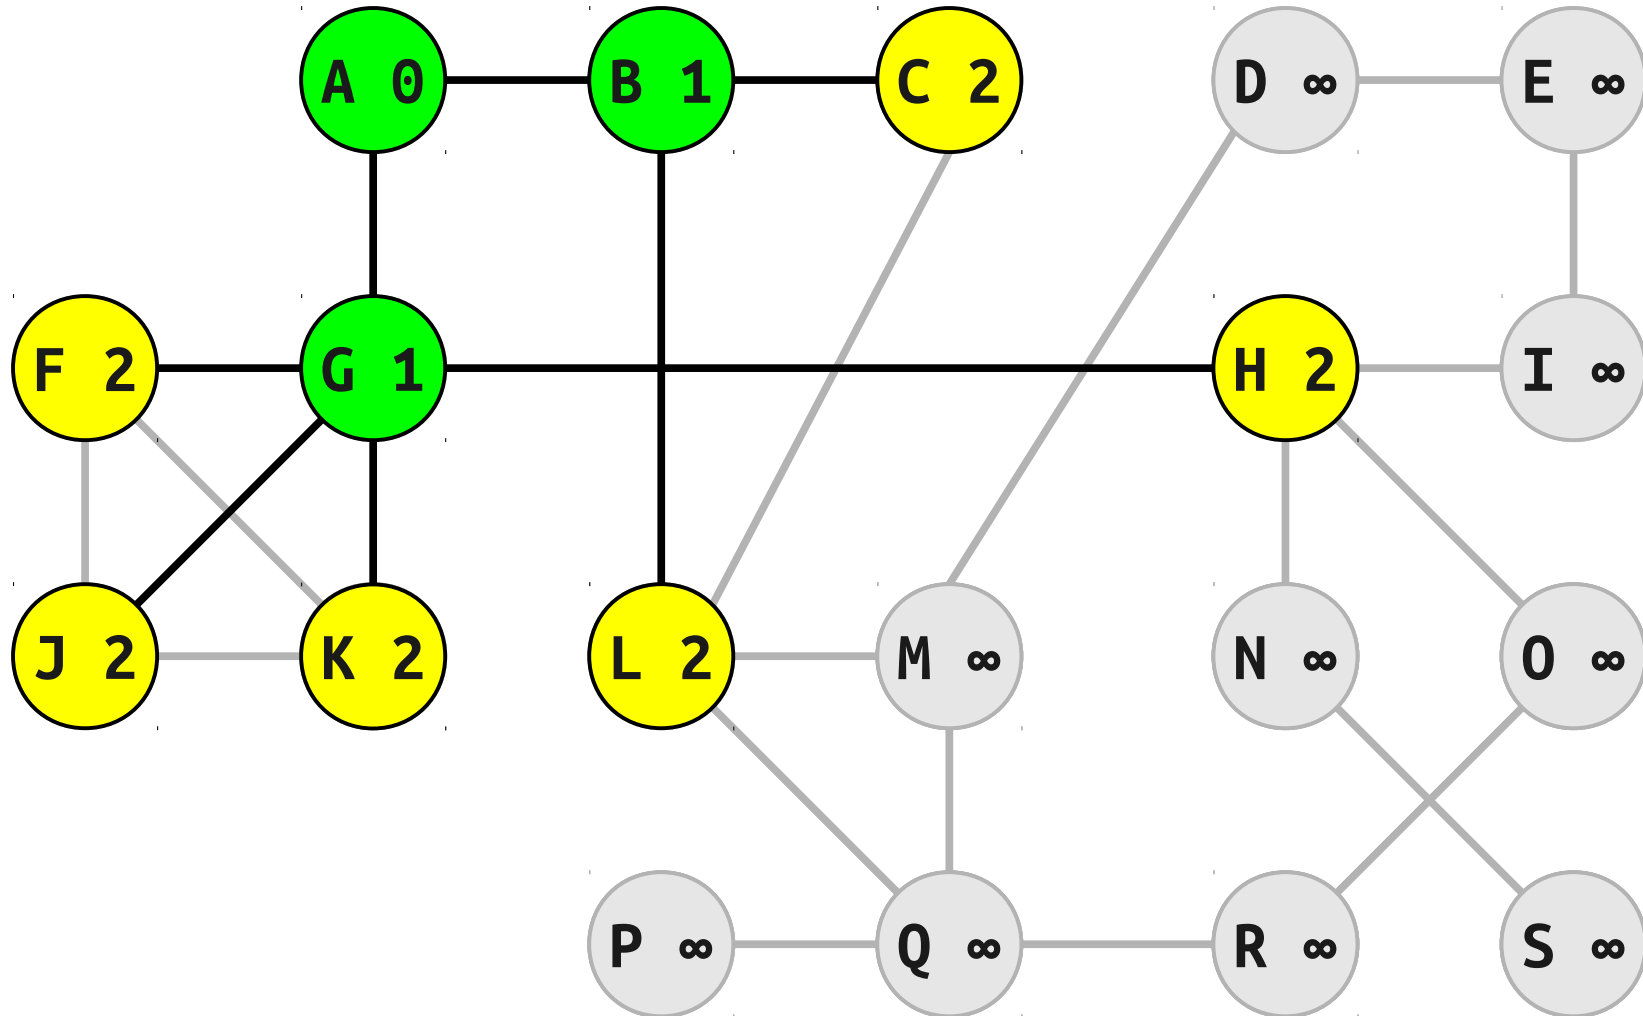 A 0 B 1 C 2 D ∞ E ∞
F 2 G 1 H 2 I ∞
J 2 K 2 L 2 M ∞ N ∞ O ∞
P ∞ Q ∞ R ∞ S ∞